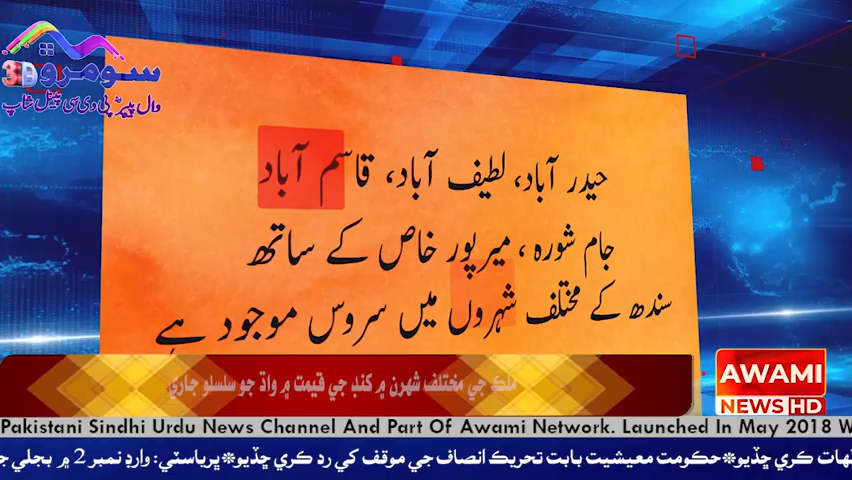 سومرو 3D
وال پیپر پی وی سی پینل شاپ
حیدر آباد، لطیف آباد، قاسم آباد
جام شورہ ، میرپور خاص کے ساتھ
سندھ کے مختلف شہروں میں سروس موجود ہے
ملڪ جي مختلف شهرن ۾ کنڊ جي قيمت ۾ واڌ جو سلسلو جاري
AWAMI
NEWS HD
Pakistani Sindhi Urdu News Channel And Part Of Awami Network. Launched In May 2018 W
ڪري ڇڏيو※حڪومت معيشيت بابت تحريڪ انصاف جي موقف کي رد ڪري ڇڏيو※ڀرياسٽي: وارڊ نمبر 2 ۾ بجلي